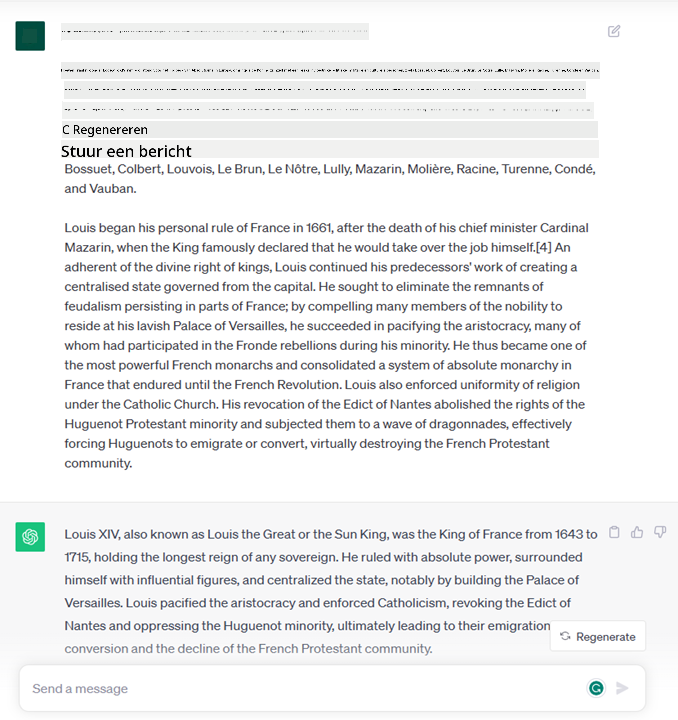 C Regenereren
Stuur een bericht
Bossuet, Colbert, Louvois, Le Brun, Le Nôtre, Lully, Mazarin, Molière, Racine, Turenne, Condé,
and Vauban.
Louis began his personal rule of France in 1661, after the death of his chief minister Cardinal
Mazarin, when the King famously declared that he would take over the job himself.[4] An
adherent of the divine right of kings, Louis continued his predecessors' work of creating a
centralised state governed from the capital. He sought to eliminate the remnants of
feudalism persisting in parts of France; by compelling many members of the nobility to
reside at his lavish Palace of Versailles, he succeeded in pacifying the aristocracy, many of
whom had participated in the Fronde rebellions during his minority. He thus became one of
the most powerful French monarchs and consolidated a system of absolute monarchy in
France that endured until the French Revolution. Louis also enforced uniformity of religion
under the Catholic Church. His revocation of the Edict of Nantes abolished the rights of the
Huguenot Protestant minority and subjected them to a wave of dragonnades, effectively
forcing Huguenots to emigrate or convert, virtually destroying the French Protestant
community.
Louis XIV, also known as Louis the Great or the Sun King, was the King of France from 1643 to
1715, holding the longest reign of any sovereign. He ruled with absolute power, surrounded
himself with influential figures, and centralized the state, notably by building the Palace of
Versailles. Louis pacified the aristocracy and enforced Catholicism, revoking the Edict of
Nantes and oppressing the Huguenot minority, ultimately leading to their emigration
Regenerate
conversion and the decline of the French Protestant community.
Send a message